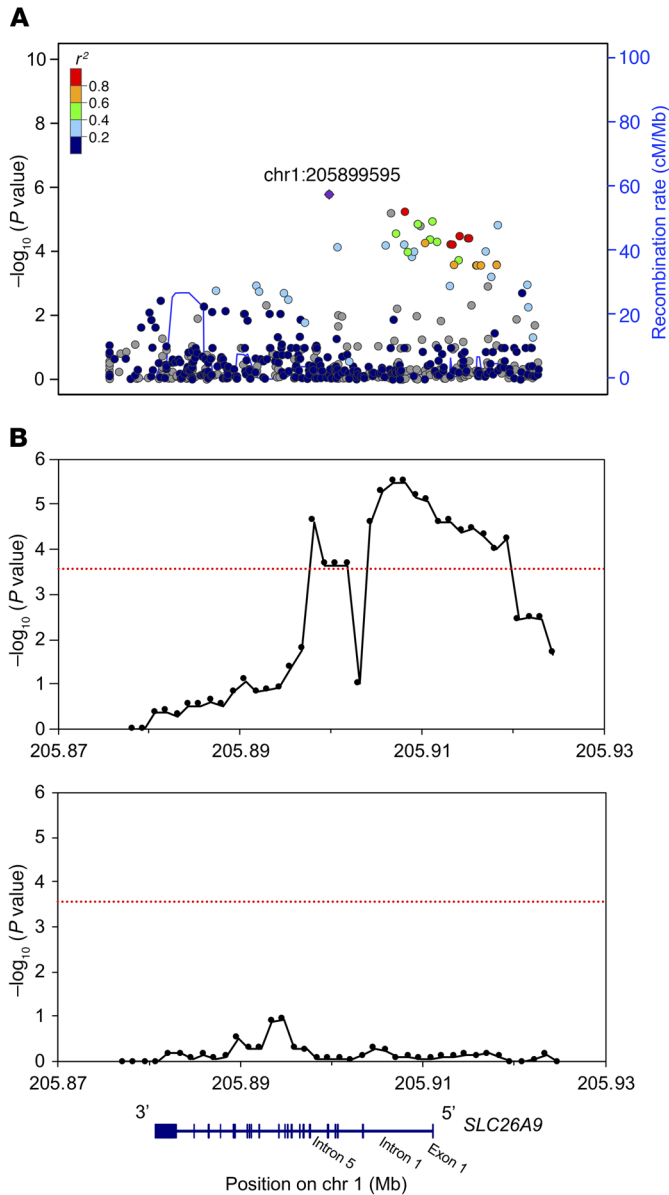 A
r²
0.8
0.6
0.4
0.2
chr1:205899595
10
8
6
4
2
0
–log₁₀ (P value)
100
80
60
40
20
0
Recombination rate (cM/Mb)
B
6
5
4
3
2
1
0
–log₁₀ (P value)
205.87 205.89 205.91 205.93
6
5
4
3
2
1
0
–log₁₀ (P value)
205.87 205.89 205.91 205.93
3’ 5’ SLC26A9
Intron 5 Intron 1 Exon 1
Position on chr 1 (Mb)